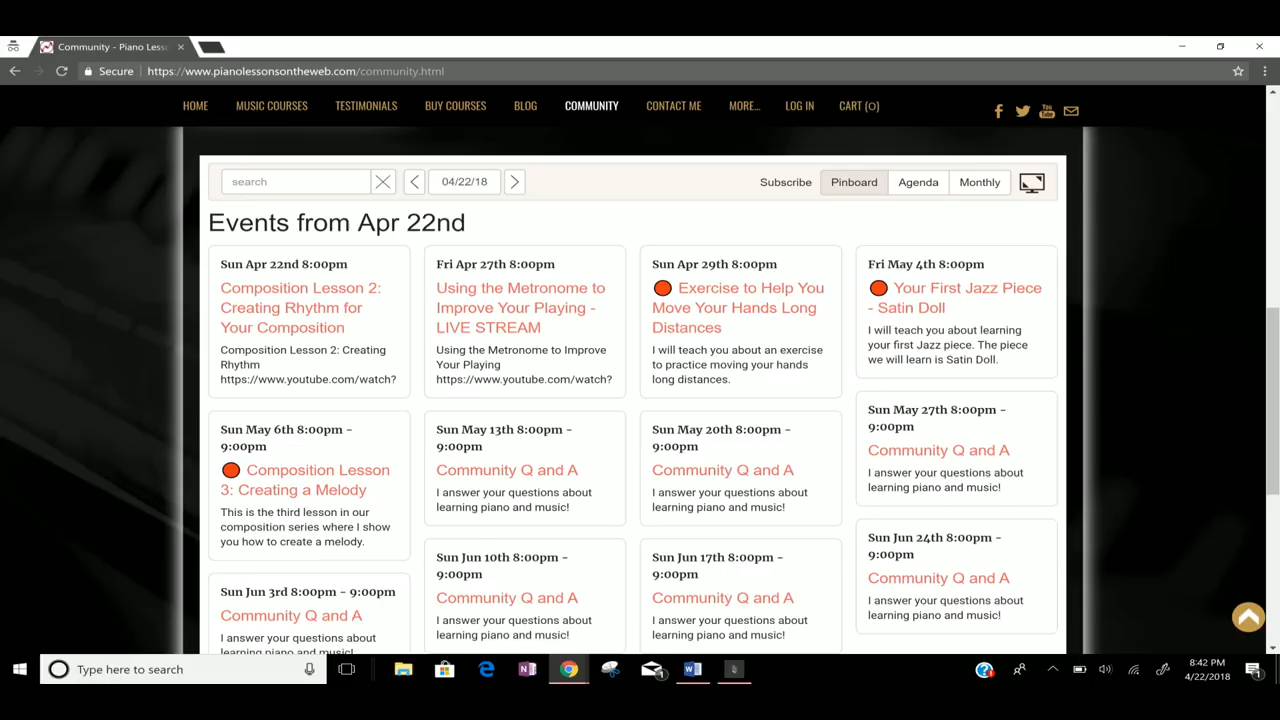 Community - Piano Less
Secure
https://www.pianolessonsontheweb.com/community.html
HOME MUSIC COURSES TESTIMONIALS BUY COURSES BLOG COMMUNITY CONTACT ME MORE... LOG IN CART (0)
search
04/22/18
Subscribe Pinboard Agenda Monthly
Events from Apr 22nd
Sun Apr 22nd 8:00pm
Composition Lesson 2:
Creating Rhythm for
Your Composition
Composition Lesson 2: Creating
Rhythm
https://www.youtube.com/watch?
Fri Apr 27th 8:00pm
Using the Metronome to
Improve Your Playing -
LIVE STREAM
Using the Metronome to Improve
Your Playing
https://www.youtube.com/watch?
Sun Apr 29th 8:00pm
Exercise to Help You
Move Your Hands Long
Distances
I will teach you about an exercise
to practice moving your hands
long distances.
Fri May 4th 8:00pm
Your First Jazz Piece
- Satin Doll
I will teach you about learning
your first Jazz piece. The piece
we will learn is Satin Doll.
Sun May 6th 8:00pm -
9:00pm
Composition Lesson
3: Creating a Melody
This is the third lesson in our
composition series where I show
you how to create a melody.
Sun May 13th 8:00pm -
9:00pm
Community Q and A
I answer your questions about
learning piano and music!
Sun May 20th 8:00pm -
9:00pm
Community Q and A
I answer your questions about
learning piano and music!
Sun May 27th 8:00pm -
9:00pm
Community Q and A
I answer your questions about
learning piano and music!
Sun Jun 3rd 8:00pm - 9:00pm
Community Q and A
I answer your questions about
learning piano and music!
Sun Jun 10th 8:00pm -
9:00pm
Community Q and A
I answer your questions about
learning piano and music!
Sun Jun 17th 8:00pm -
9:00pm
Community Q and A
I answer your questions about
learning piano and music!
Sun Jun 24th 8:00pm -
9:00pm
Community Q and A
I answer your questions about
learning piano and music!
Type here to search
8:42 PM
4/22/2018